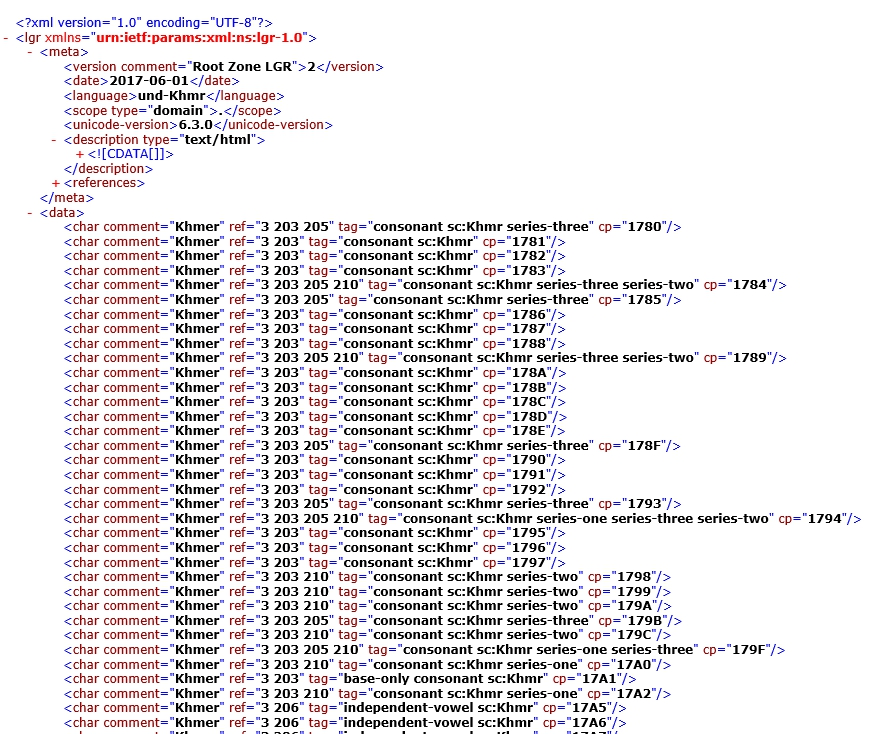 <?xml version="1.0" encoding="UTF-8"?>
- <lgr xmlns="urn:ietf:params:xml:ns:lgr-1.0">
- <meta>
<version comment="Root Zone LGR">2</version>
<date>2017-06-01</date>
<language>und-Khmr</language>
<scope type="domain">.</scope>
<unicode-version>6.3.0</unicode-version>
- <description type="text/html">
+ <![CDATA[]]>
</description>
+ <references>
</meta>
- <data>
<char comment="Khmer" ref="3 203 205" tag="consonant sc:Khmr series-three" cp="1780"/>
<char comment="Khmer" ref="3 203" tag="consonant sc:Khmr" cp="1781"/>
<char comment="Khmer" ref="3 203" tag="consonant sc:Khmr" cp="1782"/>
<char comment="Khmer" ref="3 203" tag="consonant sc:Khmr" cp="1783"/>
<char comment="Khmer" ref="3 203 205 210" tag="consonant sc:Khmr series-three series-two" cp="1784"/>
<char comment="Khmer" ref="3 203 205" tag="consonant sc:Khmr series-three" cp="1785"/>
<char comment="Khmer" ref="3 203" tag="consonant sc:Khmr" cp="1786"/>
<char comment="Khmer" ref="3 203" tag="consonant sc:Khmr" cp="1787"/>
<char comment="Khmer" ref="3 203" tag="consonant sc:Khmr" cp="1788"/>
<char comment="Khmer" ref="3 203 205 210" tag="consonant sc:Khmr series-three series-two" cp="1789"/>
<char comment="Khmer" ref="3 203" tag="consonant sc:Khmr" cp="178A"/>
<char comment="Khmer" ref="3 203" tag="consonant sc:Khmr" cp="178B"/>
<char comment="Khmer" ref="3 203" tag="consonant sc:Khmr" cp="178C"/>
<char comment="Khmer" ref="3 203" tag="consonant sc:Khmr" cp="178D"/>
<char comment="Khmer" ref="3 203" tag="consonant sc:Khmr" cp="178E"/>
<char comment="Khmer" ref="3 203 205" tag="consonant sc:Khmr series-three" cp="178F"/>
<char comment="Khmer" ref="3 203" tag="consonant sc:Khmr" cp="1790"/>
<char comment="Khmer" ref="3 203" tag="consonant sc:Khmr" cp="1791"/>
<char comment="Khmer" ref="3 203" tag="consonant sc:Khmr" cp="1792"/>
<char comment="Khmer" ref="3 203 205" tag="consonant sc:Khmr series-three" cp="1793"/>
<char comment="Khmer" ref="3 203 205 210" tag="consonant sc:Khmr series-one series-three series-two" cp="1794"/>
<char comment="Khmer" ref="3 203" tag="consonant sc:Khmr" cp="1795"/>
<char comment="Khmer" ref="3 203" tag="consonant sc:Khmr" cp="1796"/>
<char comment="Khmer" ref="3 203" tag="consonant sc:Khmr" cp="1797"/>
<char comment="Khmer" ref="3 203 210" tag="consonant sc:Khmr series-two" cp="1798"/>
<char comment="Khmer" ref="3 203 210" tag="consonant sc:Khmr series-two" cp="1799"/>
<char comment="Khmer" ref="3 203 210" tag="consonant sc:Khmr series-two" cp="179A"/>
<char comment="Khmer" ref="3 203 205" tag="consonant sc:Khmr series-three" cp="179B"/>
<char comment="Khmer" ref="3 203 210" tag="consonant sc:Khmr series-two" cp="179C"/>
<char comment="Khmer" ref="3 203 205 210" tag="consonant sc:Khmr series-one series-three" cp="179F"/>
<char comment="Khmer" ref="3 203 210" tag="consonant sc:Khmr series-one" cp="17A0"/>
<char comment="Khmer" ref="3 203" tag="base-only consonant sc:Khmr" cp="17A1"/>
<char comment="Khmer" ref="3 203 210" tag="consonant sc:Khmr series-one" cp="17A2"/>
<char comment="Khmer" ref="3 206" tag="independent-vowel sc:Khmr" cp="17A5"/>
<char comment="Khmer" ref="3 206" tag="independent-vowel sc:Khmr" cp="17A6"/>